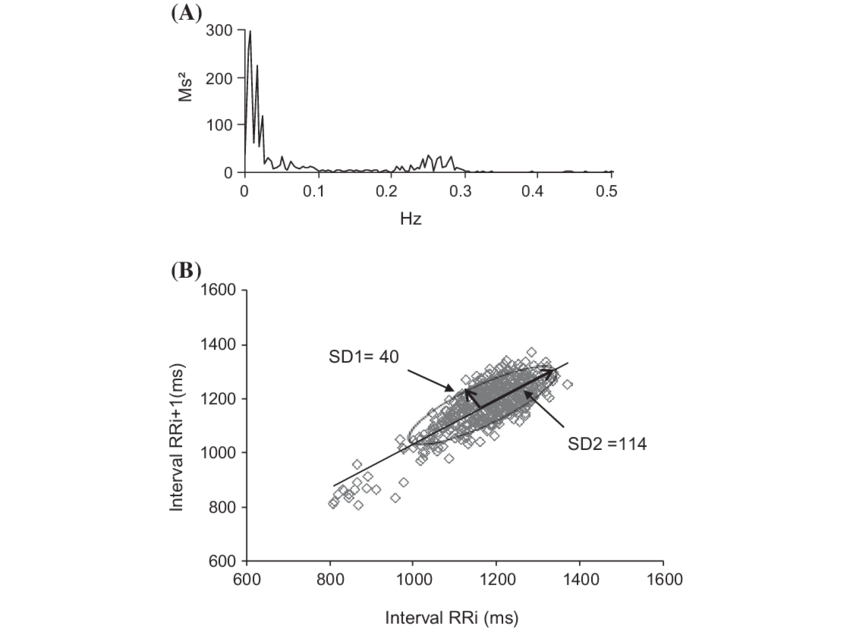 (A)
300
200
100
0
Ms²
0 0.1 0.2 0.3 0.4 0.5
Hz
(B)
1600
1400
1200
1000
800
600
Interval RRi+1(ms)
SD1= 40
SD2 =114
600 800 1000 1200 1400 1600
Interval RRi (ms)